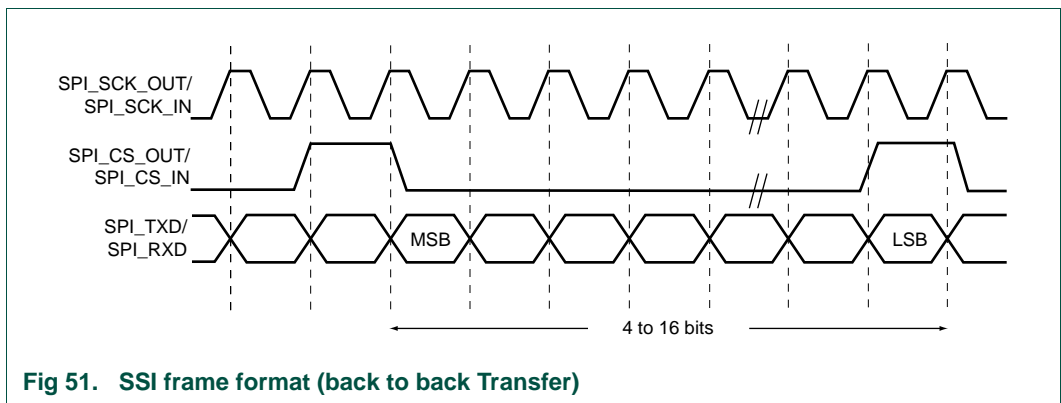 SPI_SCK_OUT/
SPI_SCK_IN
SPI_CS_OUT/
SPI_CS_IN
SPI_TXD/
SPI_RXD
MSB
LSB
4 to 16 bits
Fig 51. SSI frame format (back to back Transfer)